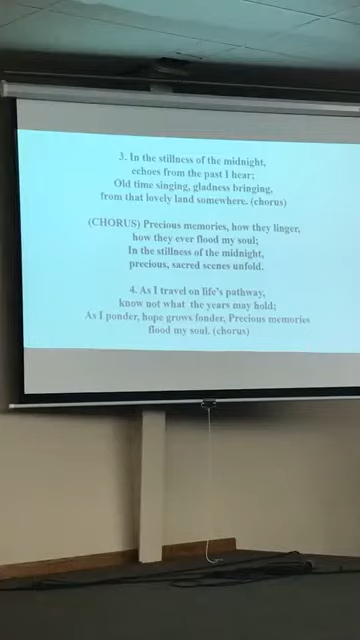 3. In the stillness of the midnight,
echoes from the past I hear;
Old time singing, gladness bringing,
from that lovely land somewhere. (chorus)
(CHORUS) Precious memories, how they linger,
how they ever flood my soul;
In the stillness of the midnight,
precious, sacred scenes unfold.
4. As I travel on life's pathway,
know not what the years may hold;
As I ponder, hope grows fonder, Precious memories
flood my soul. (chorus)